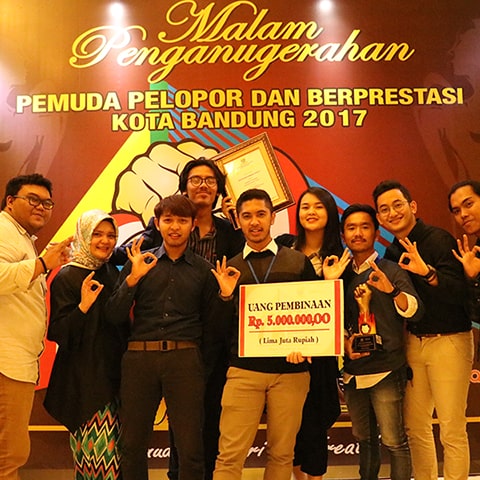 Malam
Penganugerahan
PEMUDA PELOPOR DAN BERPRESTASI
KOTA BANDUNG 2017
UANG PEMBINAAN
Rp. 5.000.000,00
( Lima Juta Rupiah )